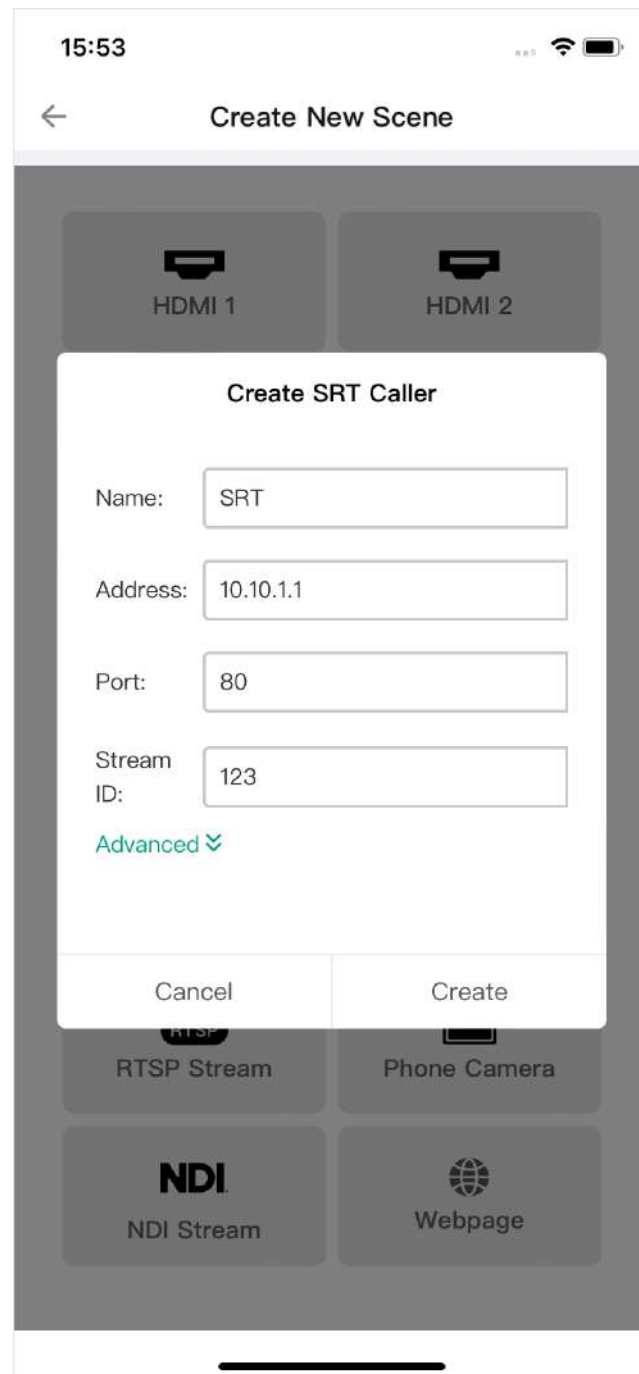 15:53
Create New Scene
HDMI 1
HDMI 2
Create SRT Caller
Name:
SRT
Address:
10.10.1.1
Port:
80
Stream
ID:
123
Advanced
Cancel
Create
RTSP
RTSP Stream
Phone Camera
NDI
NDI Stream
Webpage